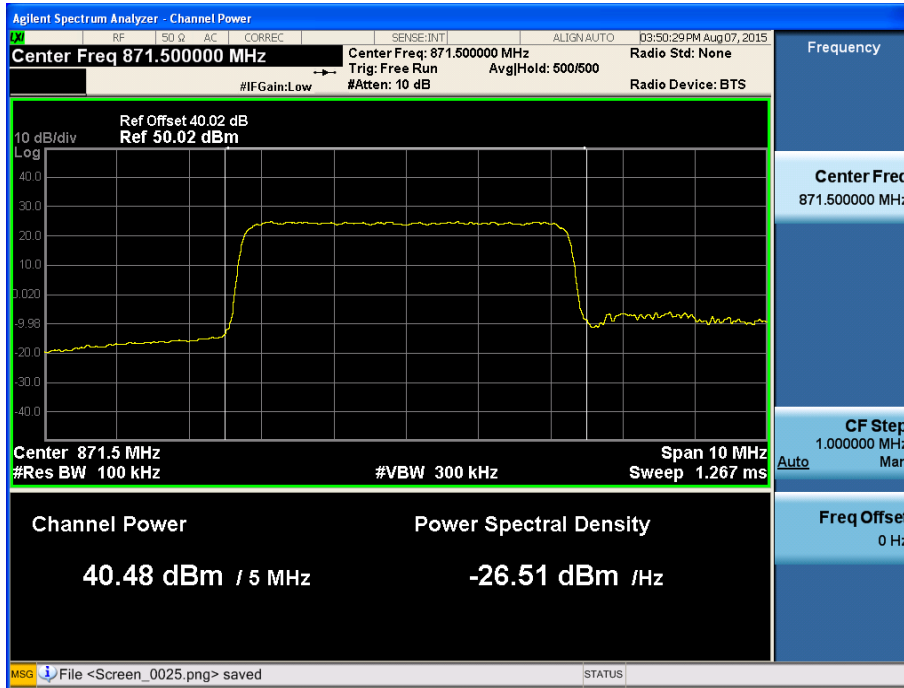 Agilent Spectrum Analyzer - Channel Power
LXI RF 50 Ω AC CORREC SENSE:INT ALIGNAUTO 03:50:29PM Aug 07, 2015
Center Freq 871.500000 MHz
Center Freq: 871.500000 MHz Radio Std: None
Trig: Free Run Avg|Hold: 500/500
#IFGain:Low #Atten: 10 dB Radio Device: BTS
Frequency
Ref Offset 40.02 dB
10 dB/div Ref 50.02 dBm
Log
40.0
30.0
20.0
10.0
0.020
-9.98
-20.0
-30.0
-40.0
Center 871.5 MHz Span 10 MHz
#Res BW 100 kHz #VBW 300 kHz Sweep 1.267 ms
Channel Power Power Spectral Density
40.48 dBm / 5 MHz -26.51 dBm /Hz
Center Freq
871.500000 MHz
CF Step
1.000000 MHz
Auto Man
Freq Offset
0 Hz
MSG File <Screen_0025.png> saved STATUS